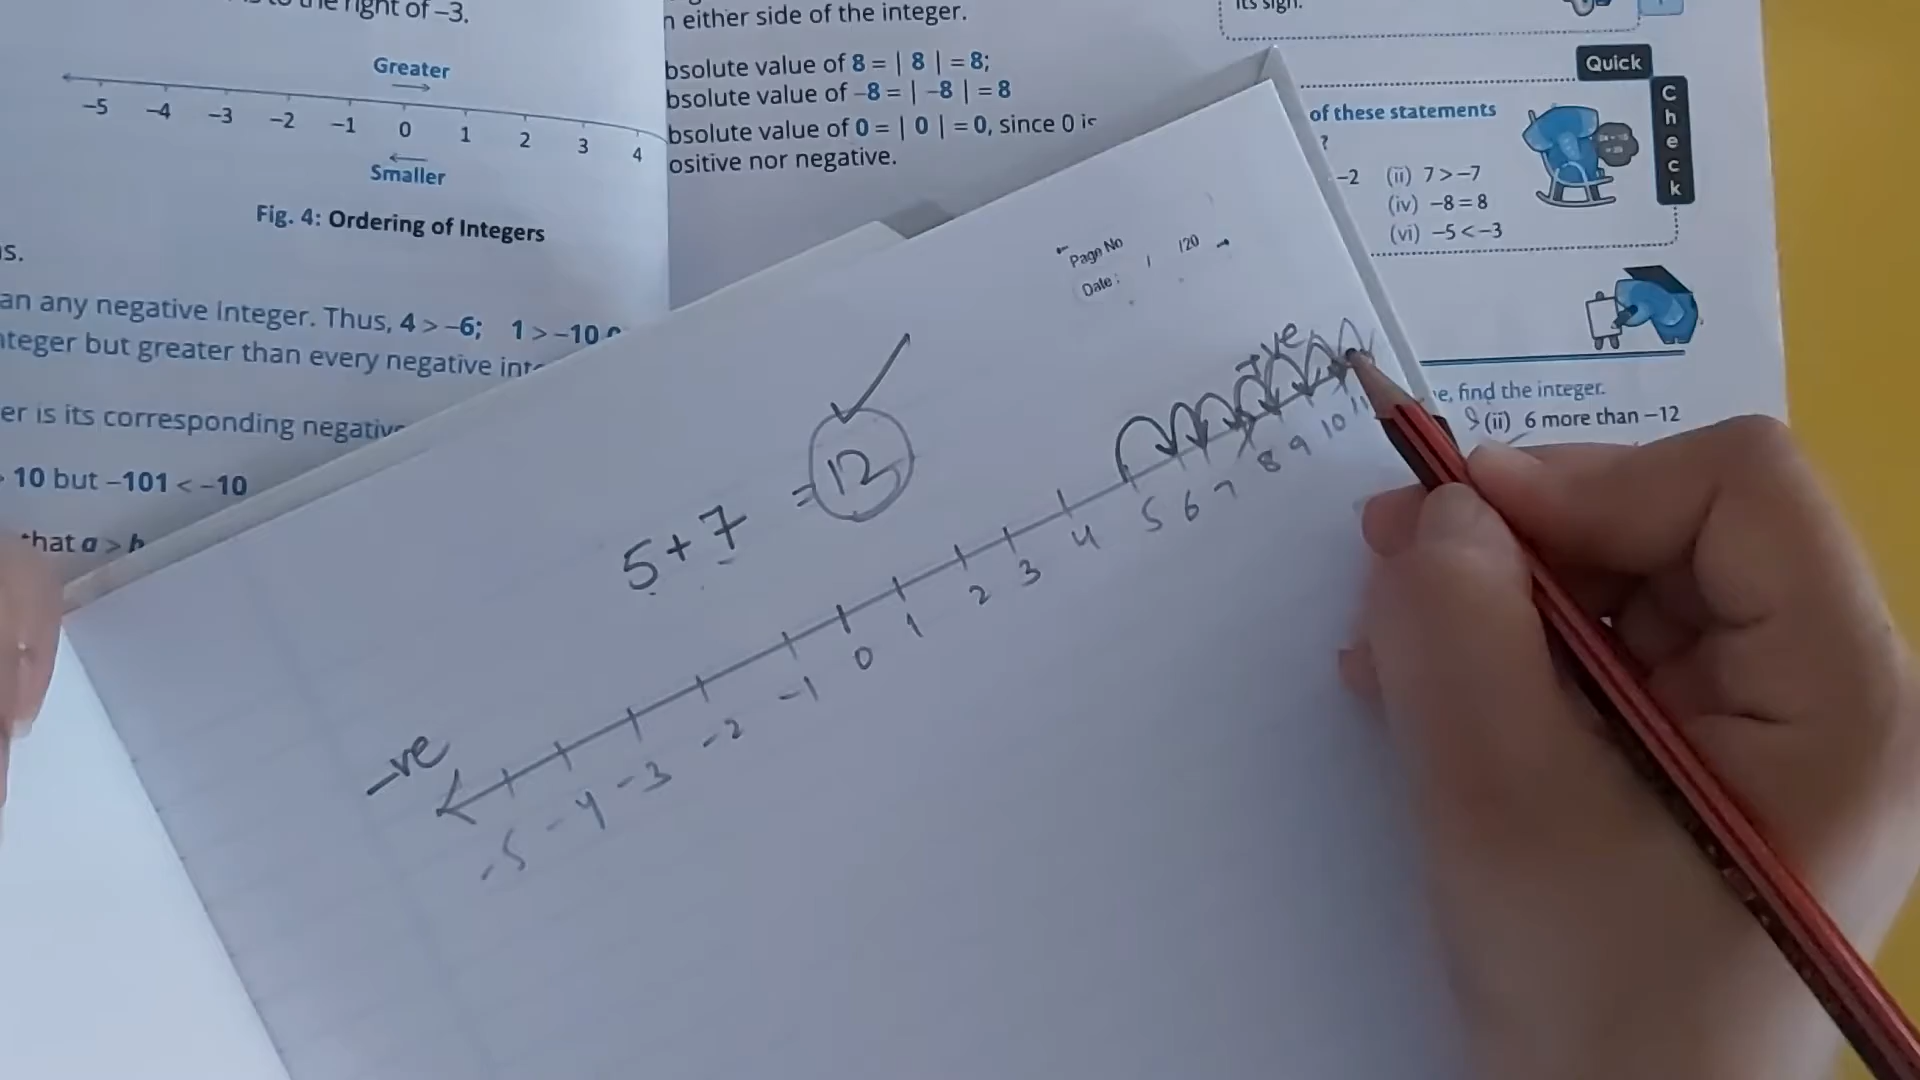 the right of –3.
Greater
–5 –4 –3 –2 –1 0 1 2 3 4
Smaller
Fig. 4: Ordering of Integers
s.
an any negative integer. Thus, 4 > –6; 1 > –10
nteger but greater than every negative
er is its corresponding negative
10 but –101 < –10
that a > b
n either side of the integer.
bsolute value of 8 = | 8 | = 8;
bsolute value of –8 = | –8 | = 8
bsolute value of 0 = | 0 | = 0, since 0 is
ositive nor negative.
its sign.
Quick
Check
of these statements
?
–2 (ii) 7 > –7
(iv) –8 = 8
(vi) –5 < –3
e, find the integer.
(ii) 6 more than –12
Page No
120
Date :
5 + 7 = 12
–ve
+ve
-5 -4 -3 -2 -1 0 1 2 3 4 5 6 7 8 9 10 11